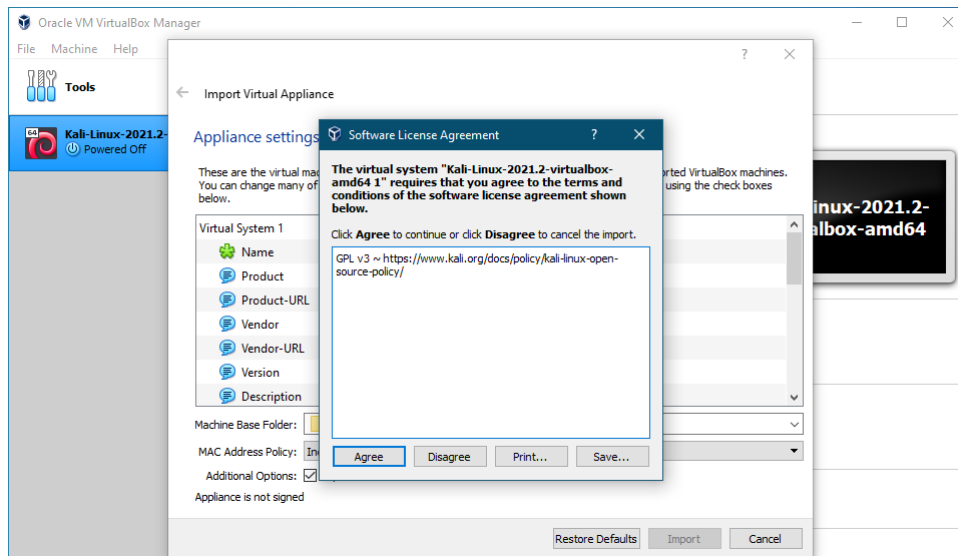 Oracle VM VirtualBox Manager
File Machine Help
Tools
64
Kali-Linux-2021.2-
Powered Off
Import Virtual Appliance
Appliance settings
These are the virtual
You can change many of
below.
orted VirtualBox machines.
using the check boxes
Virtual System 1
Name
Product
Product-URL
Vendor
Vendor-URL
Version
Description
Machine Base Folder:
MAC Address Policy:
Additional Options:
Appliance is not signed
Restore Defaults
Import
Cancel
Software License Agreement
?
The virtual system "Kali-Linux-2021.2-virtualbox-
amd64 1" requires that you agree to the terms and
conditions of the software license agreement shown
below.
Click Agree to continue or click Disagree to cancel the import.
GPL v3 ~ https://www.kali.org/docs/policy/kali-linux-open-
source-policy/
Agree
Disagree
Print...
Save...
?
inux-2021.2-
albox-amd64